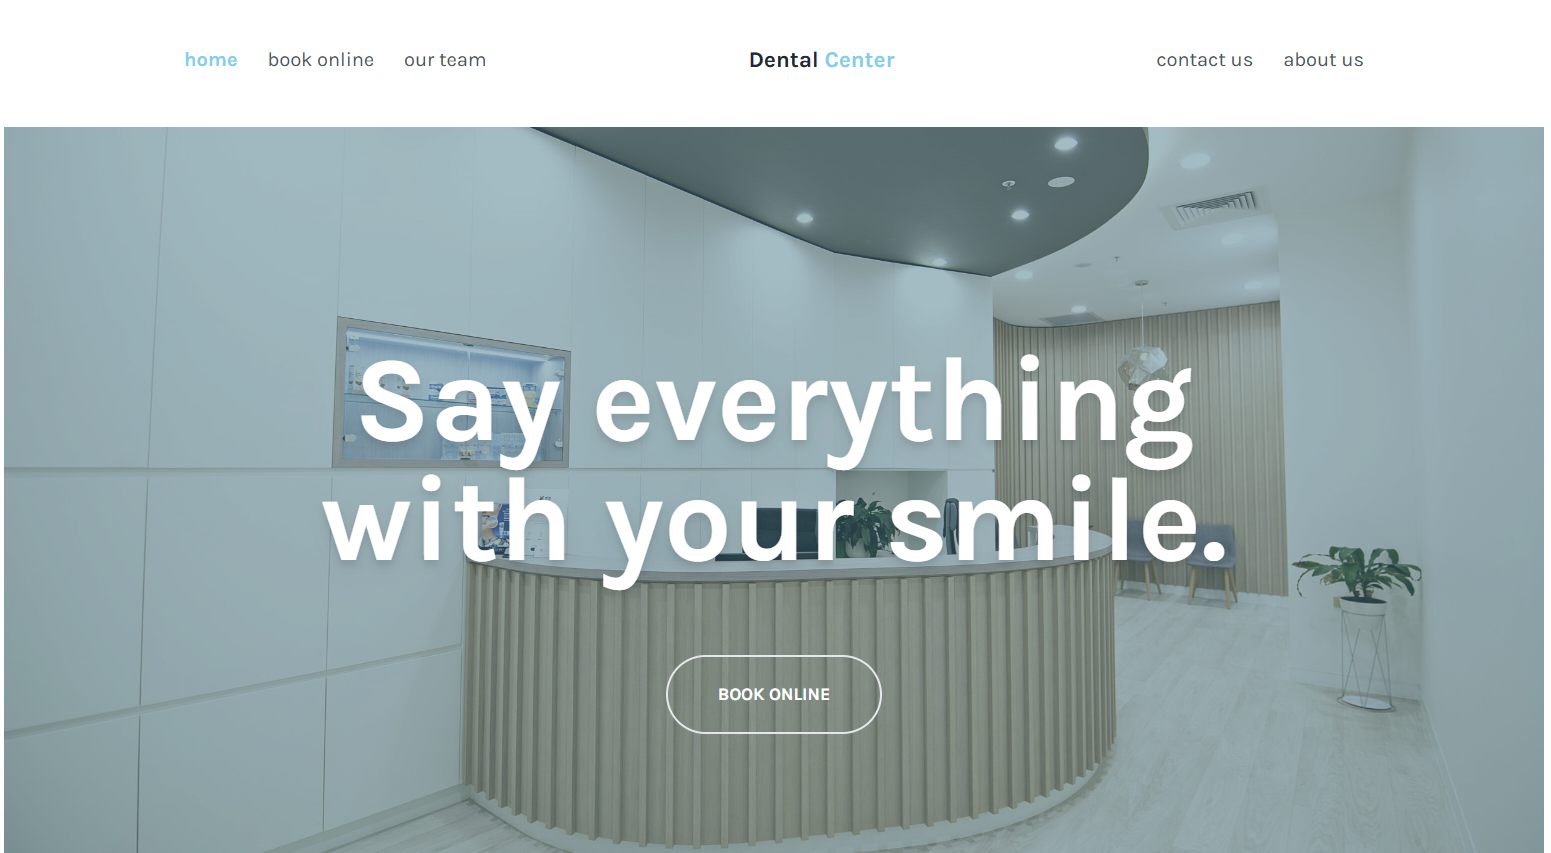 home book online our team Dental Center contact us about us
Say everything
with your smile.
BOOK ONLINE